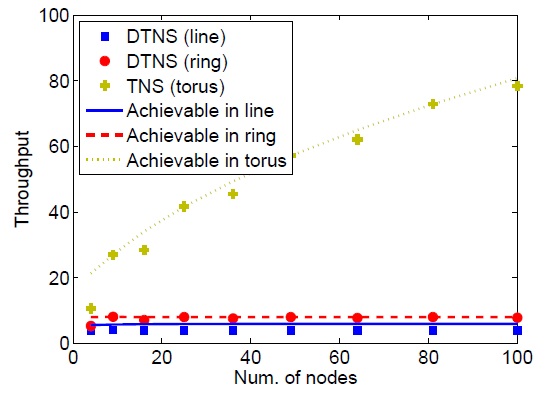 100
80
60
40
20
0
Throughput
DTNS (line)
DTNS (ring)
TNS (torus)
Achievable in line
Achievable in ring
Achievable in torus
0 20 40 60 80 100
Num. of nodes